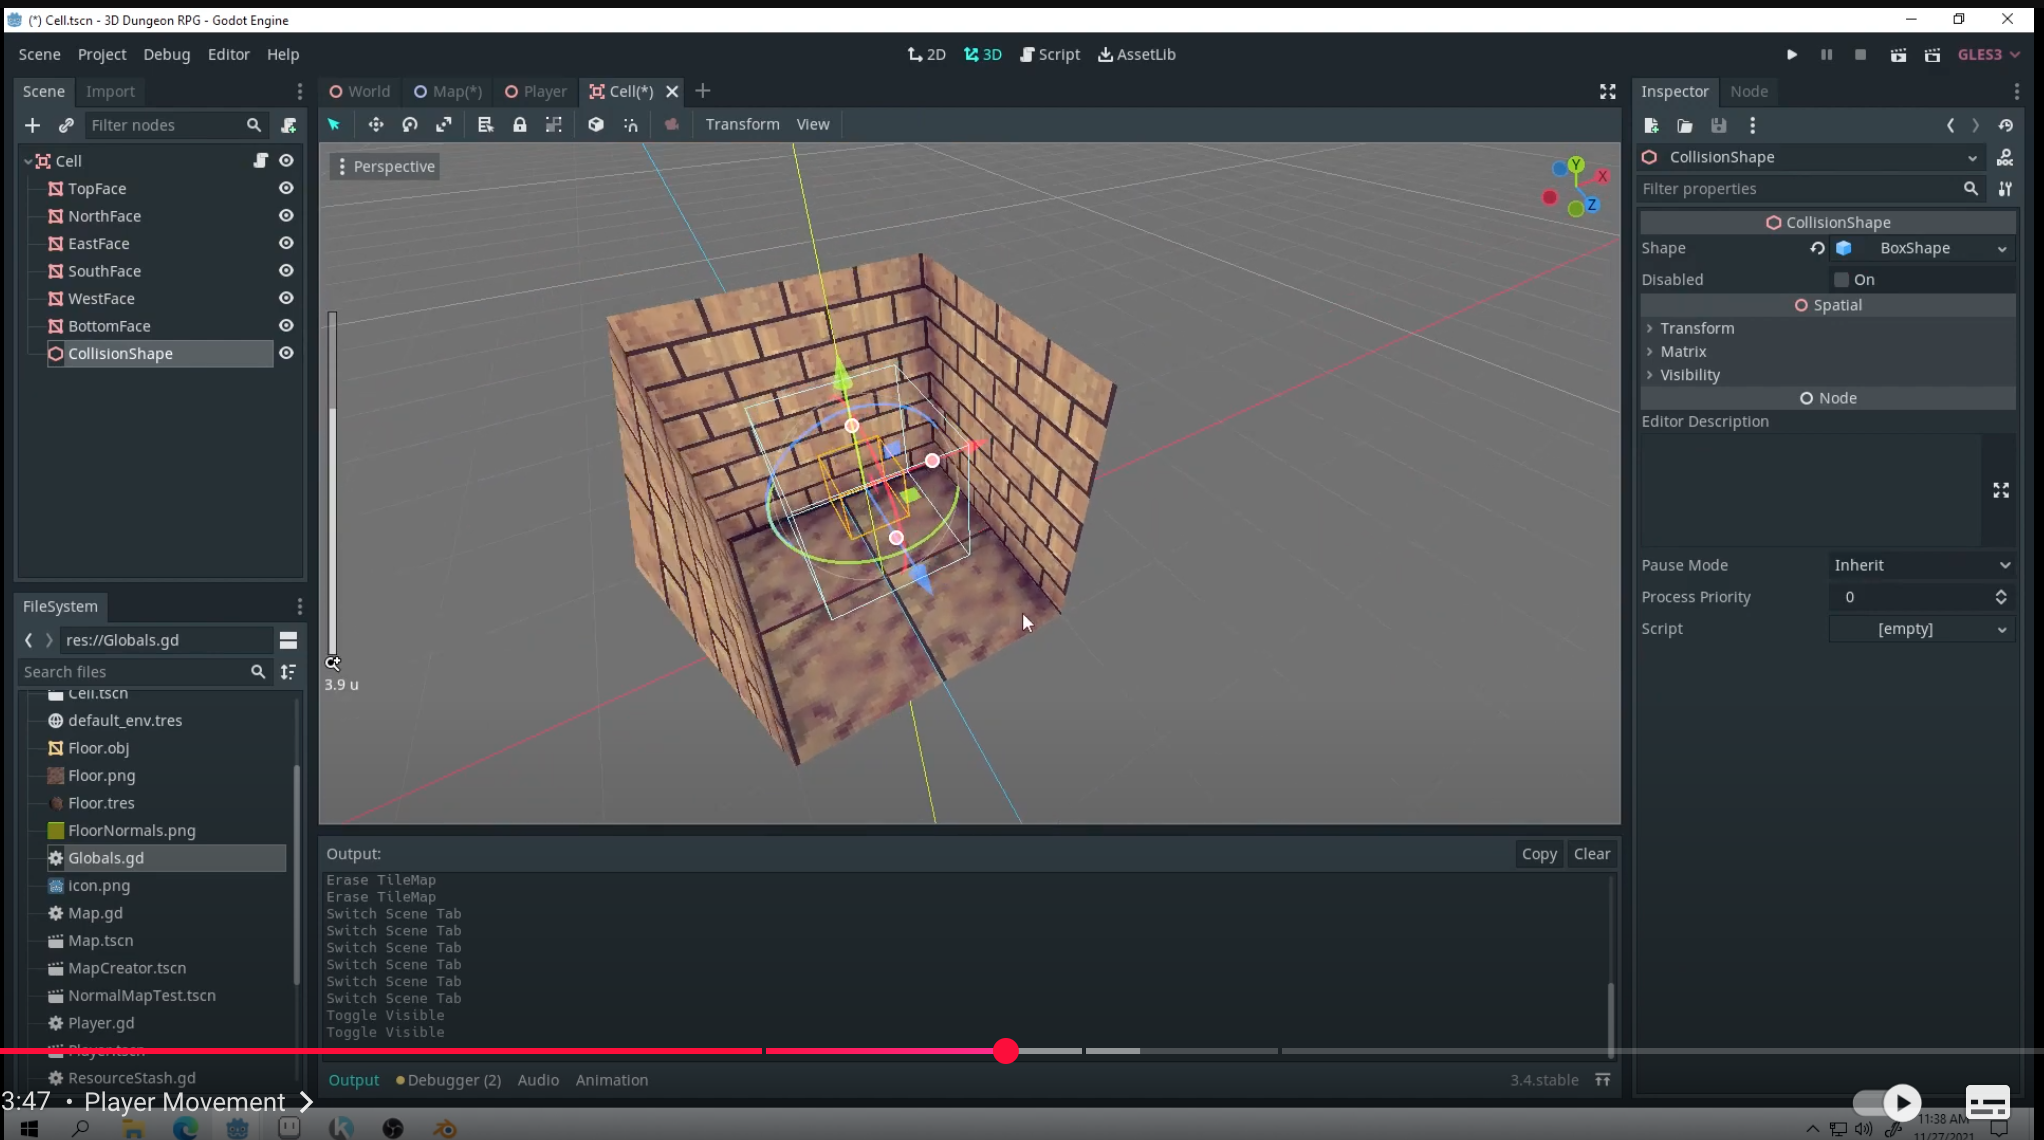 (*) Cell.tscn - 3D Dungeon RPG - Godot Engine
Scene Project Debug Editor Help
2D 3D Script AssetLib
GLES3
Scene Import
World Map(*) Player Cell(*)
Inspector Node
Filter nodes
Transform View
Cell
TopFace
NorthFace
EastFace
SouthFace
WestFace
BottomFace
CollisionShape
Perspective
Y
X
Z
3.9 u
CollisionShape
Filter properties
CollisionShape
Shape BoxShape
Disabled On
Spatial
Transform
Matrix
Visibility
Node
Editor Description
Pause Mode Inherit
Process Priority 0
Script [empty]
FileSystem
res://Globals.gd
Search files
Cell.tscn
default_env.tres
Floor.obj
Floor.png
Floor.tres
FloorNormals.png
Globals.gd
icon.png
Map.gd
Map.tscn
MapCreator.tscn
NormalMapTest.tscn
Player.gd
Player.tscn
ResourceStash.gd
Output:
Copy Clear
Erase TileMap
Erase TileMap
Switch Scene Tab
Switch Scene Tab
Switch Scene Tab
Switch Scene Tab
Switch Scene Tab
Switch Scene Tab
Toggle Visible
Toggle Visible
Output Debugger (2) Audio Animation
3.4.stable
3:47 • Player Movement
11:38 AM
11/27/2021